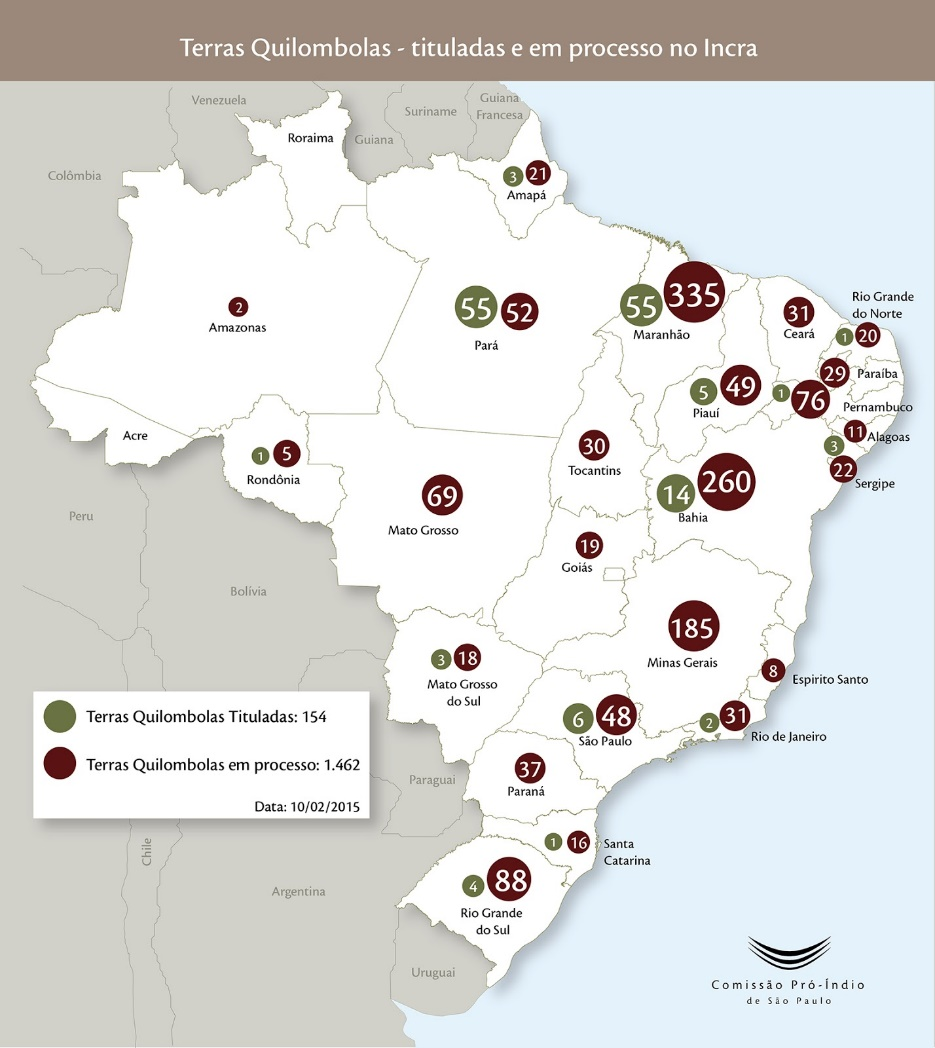 Terras Quilombolas - tituladas e em processo no Incra
Venezuela
Guiana
Francesa
Suriname
Roraima
Guiana
Colômbia
3
21
Amapá
2
Amazonas
55
52
Pará
55
335
Maranhão
31
Ceará
Rio Grande
do Norte
1
20
29
Paraíba
5
49
Piauí
1
76
Pernambuco
11
Alagoas
3
22
Sergipe
Acre
1
5
Rondônia
30
Tocantins
69
Mato Grosso
14
260
Bahia
Peru
19
Goiás
Bolívia
185
Minas Gerais
3
18
Mato Grosso
do Sul
8
Espirito Santo
6
48
São Paulo
2
31
Rio de Janeiro
Terras Quilombolas Tituladas: 154
Terras Quilombolas em processo: 1.462
Data: 10/02/2015
37
Paraná
Paraguai
Chile
1
16
Santa
Catarina
Argentina
4
88
Rio Grande
do Sul
Uruguai
Comissão Pró-Índio
de São Paulo